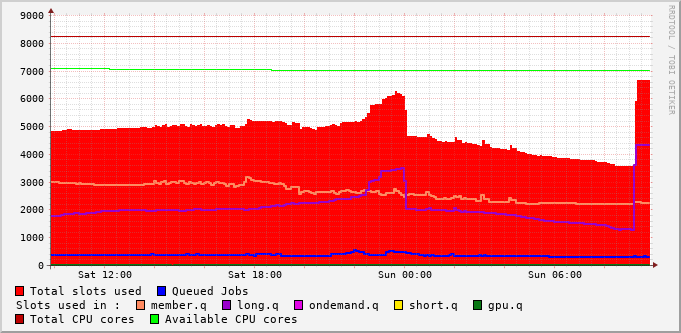 9000
8000
7000
6000
5000
4000
3000
2000
1000
0
Sat 12:00 Sat 18:00 Sun 00:00 Sun 06:00
Total slots used Queued Jobs
Slots used in : member.q long.q ondemand.q short.q gpu.q
Total CPU cores Available CPU cores
RRDTOOL / TOBI OETIKER